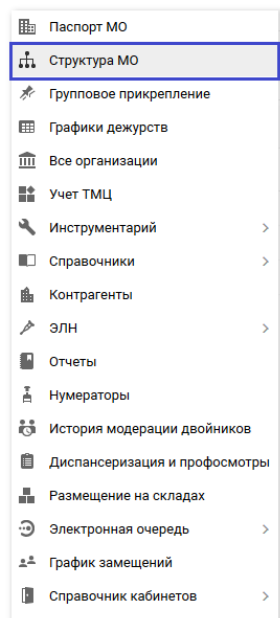 Паспорт МО
Структура МО
Групповое прикрепление
Графики дежурств
Все организации
Учет ТМЦ
Инструментарий
Справочники
Контрагенты
ЭЛН
Отчеты
Нумераторы
История модерации двойников
Диспансеризация и профосмотры
Размещение на складах
Электронная очередь
График замещений
Справочник кабинетов